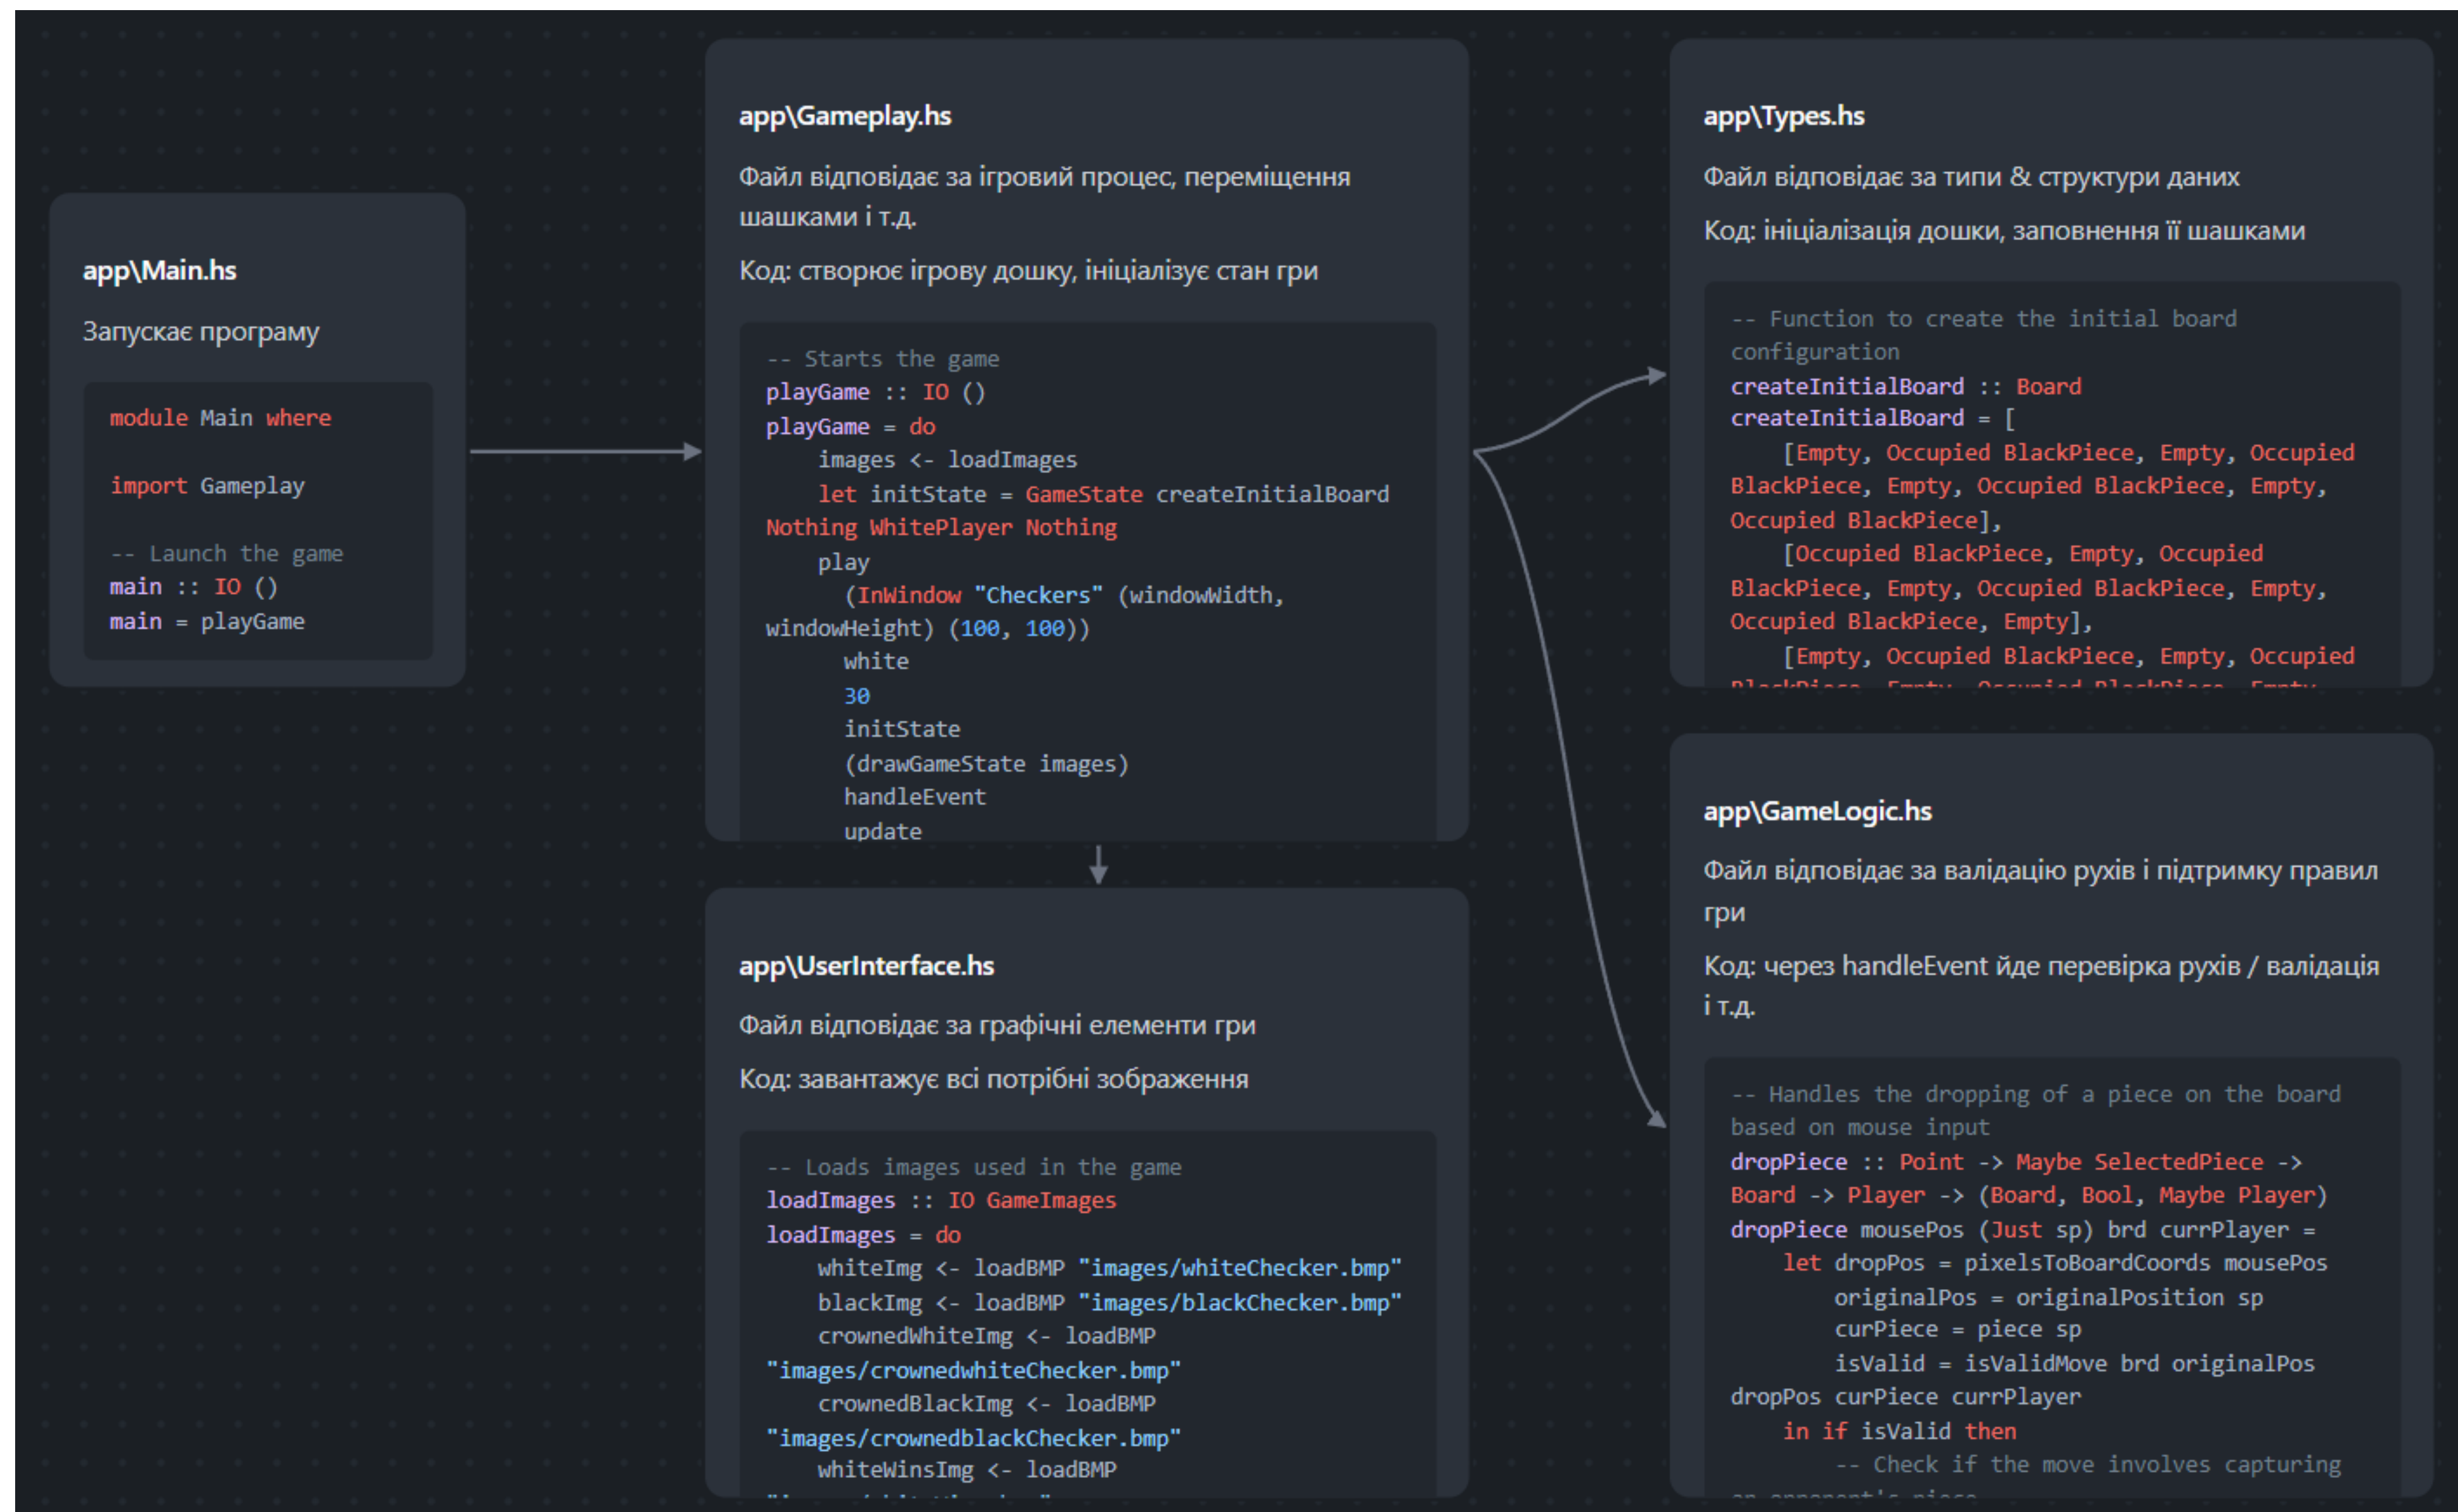 app\Main.hs
Запускає програму
module Main where
import Gameplay
-- Launch the game
main :: IO ()
main = playGame
app\Gameplay.hs
Файл відповідає за ігровий процес, переміщення
шашками і т.д.
Код: створює ігрову дошку, ініціалізує стан гри
-- Starts the game
playGame :: IO ()
playGame = do
    images <- loadImages
    let initState = GameState createInitialBoard
Nothing WhitePlayer Nothing
    play
      (InWindow "Checkers" (windowWidth,
windowHeight) (100, 100))
      white
      30
      initState
      (drawGameState images)
      handleEvent
      update
app\UserInterface.hs
Файл відповідає за графічні елементи гри
Код: завантажує всі потрібні зображення
-- Loads images used in the game
loadImages :: IO GameImages
loadImages = do
    whiteImg <- loadBMP "images/whiteChecker.bmp"
    blackImg <- loadBMP "images/blackChecker.bmp"
    crownedWhiteImg <- loadBMP
"images/crownedwhiteChecker.bmp"
    crownedBlackImg <- loadBMP
"images/crownedblackChecker.bmp"
    whiteWinsImg <- loadBMP
app\Types.hs
Файл відповідає за типи & структури даних
Код: ініціалізація дошки, заповнення її шашками
-- Function to create the initial board
configuration
createInitialBoard :: Board
createInitialBoard = [
    [Empty, Occupied BlackPiece, Empty, Occupied
BlackPiece, Empty, Occupied BlackPiece, Empty,
Occupied BlackPiece],
    [Occupied BlackPiece, Empty, Occupied
BlackPiece, Empty, Occupied BlackPiece, Empty,
Occupied BlackPiece, Empty],
    [Empty, Occupied BlackPiece, Empty, Occupied
BlackPiece, Empty, Occupied BlackPiece, Empty,
app\GameLogic.hs
Файл відповідає за валідацію рухів і підтримку правил
гри
Код: через handleEvent йде перевірка рухів / валідація
і т.д.
-- Handles the dropping of a piece on the board
based on mouse input
dropPiece :: Point -> Maybe SelectedPiece ->
Board -> Player -> (Board, Bool, Maybe Player)
dropPiece mousePos (Just sp) brd currPlayer =
    let dropPos = pixelsToBoardCoords mousePos
        originalPos = originalPosition sp
        curPiece = piece sp
        isValid = isValidMove brd originalPos
dropPos curPiece currPlayer
    in if isValid then
        -- Check if the move involves capturing
an opponent's piece